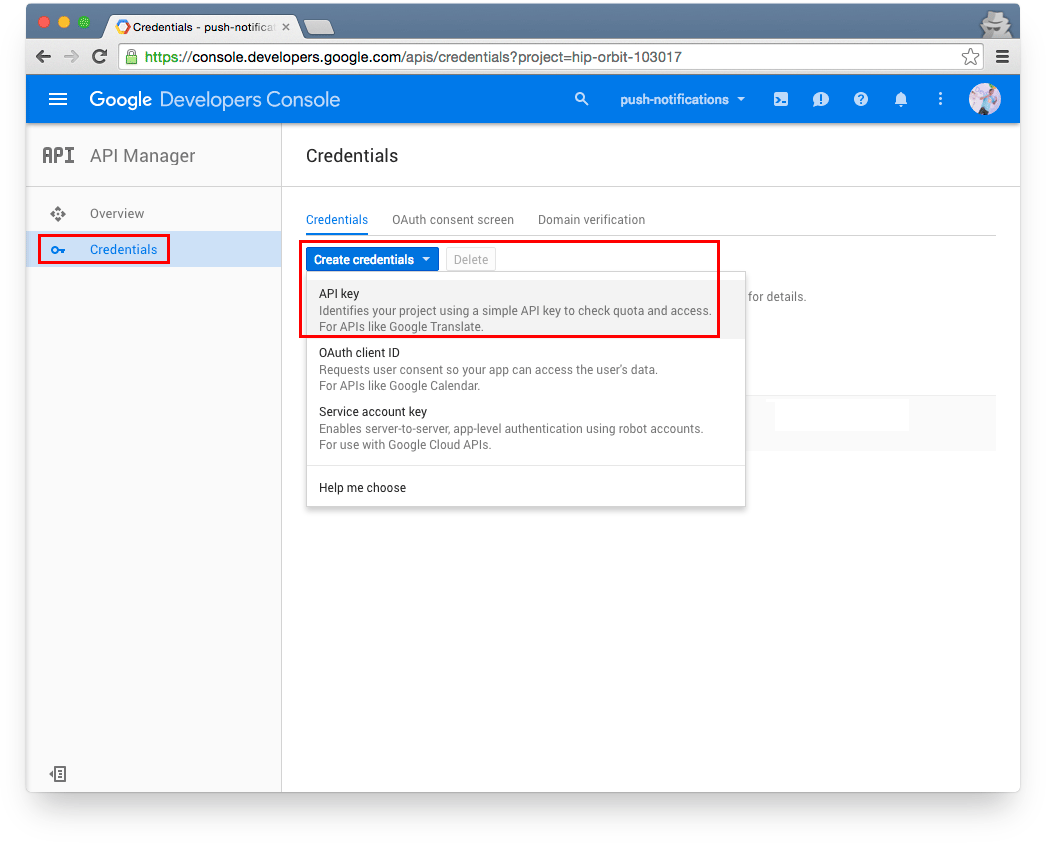 Credentials - push-notificat
https://console.developers.google.com/apis/credentials?project=hip-orbit-103017
Google Developers Console
push-notifications
API API Manager
Credentials
Overview
Credentials
Credentials OAuth consent screen Domain verification
Create credentials Delete
API key
Identifies your project using a simple API key to check quota and access.
For APIs like Google Translate.
for details.
OAuth client ID
Requests user consent so your app can access the user's data.
For APIs like Google Calendar.
Service account key
Enables server-to-server, app-level authentication using robot accounts.
For use with Google Cloud APIs.
Help me choose